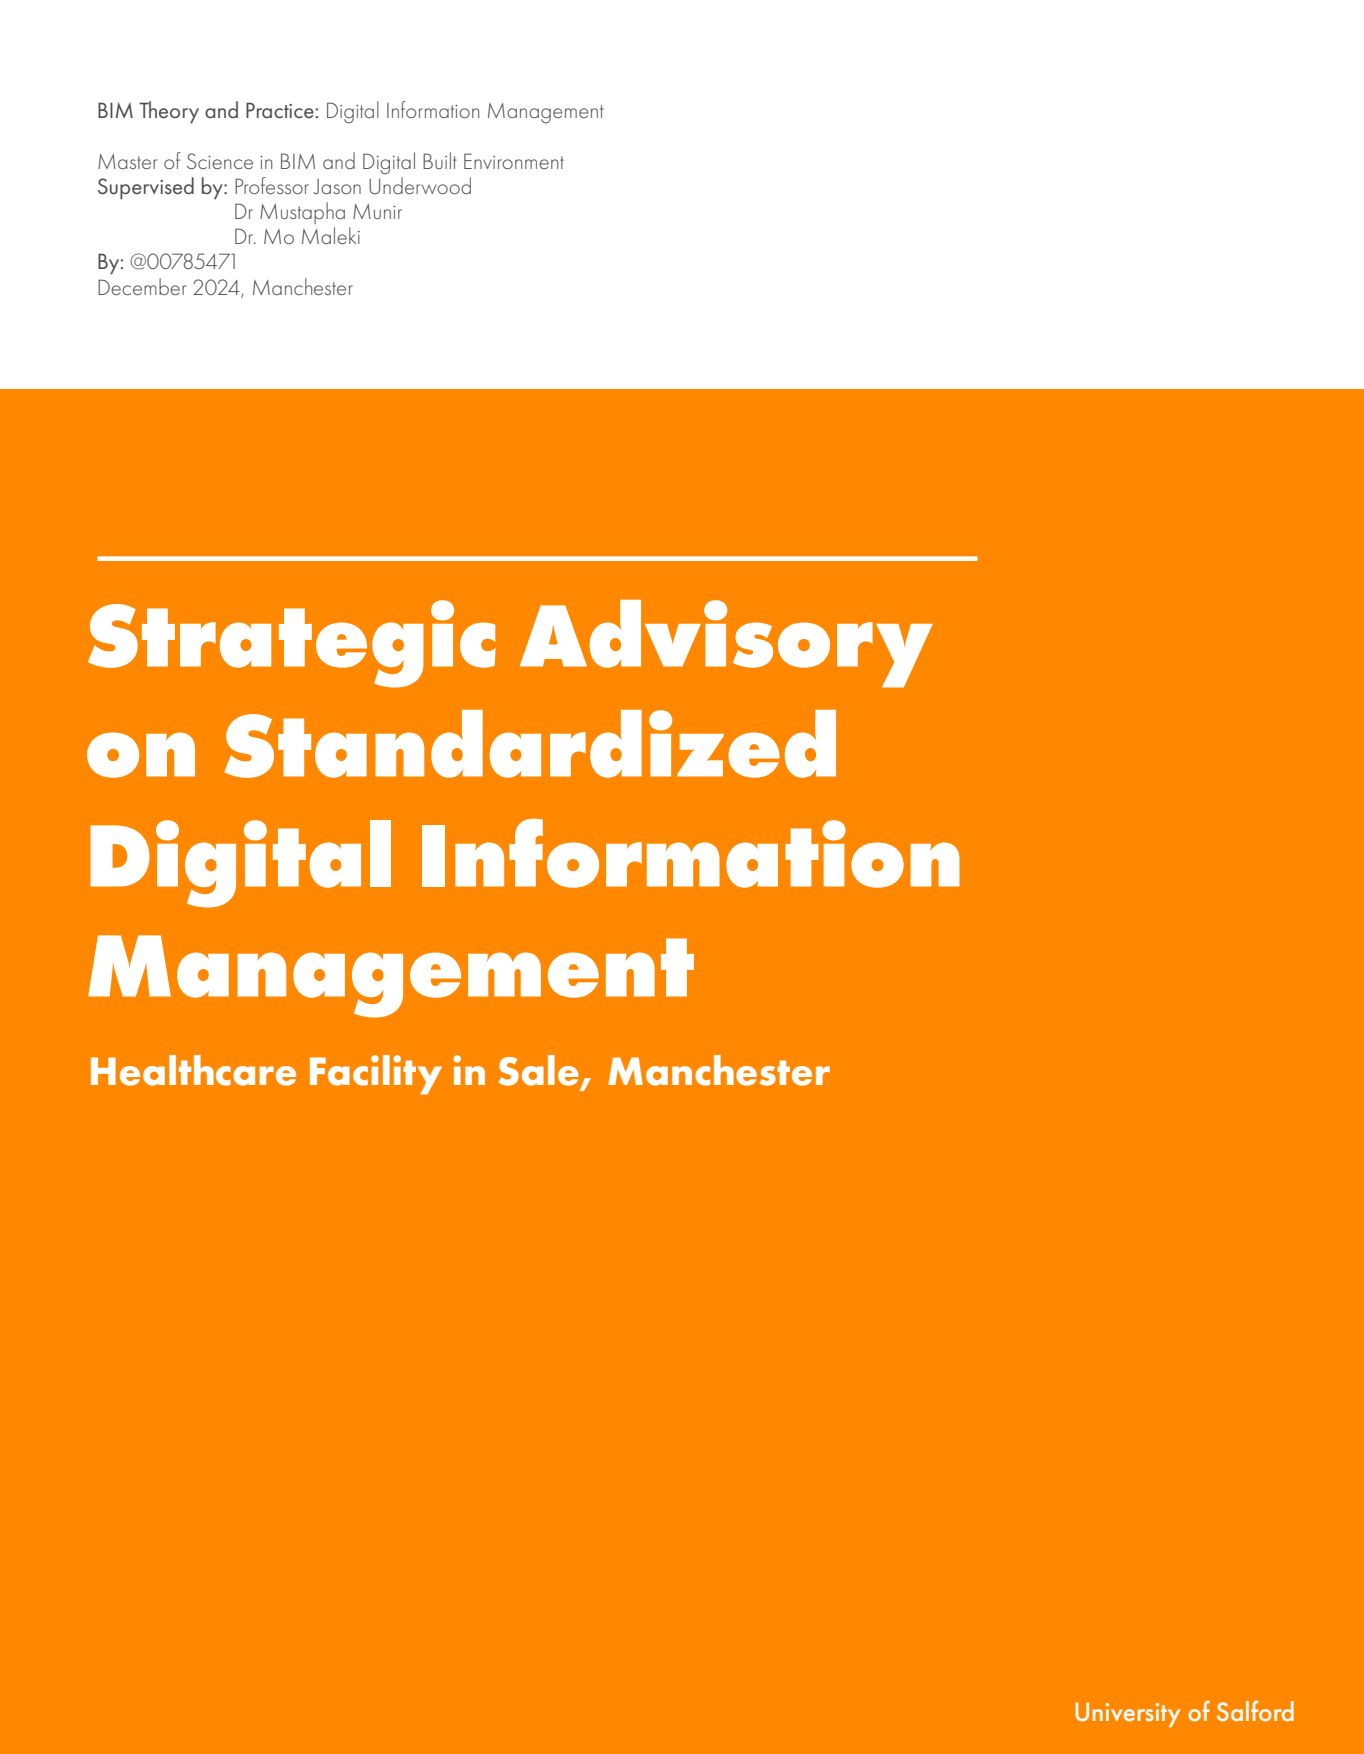 BIM Theory and Practice: Digital Information Management
Master of Science in BIM and Digital Built Environment
Supervised by: Professor Jason Underwood
Dr Mustapha Munir
Dr. Mo Maleki
By: @00785471
December 2024, Manchester
Strategic Advisory
on Standardized
Digital Information
Management
Healthcare Facility in Sale, Manchester
University of Salford